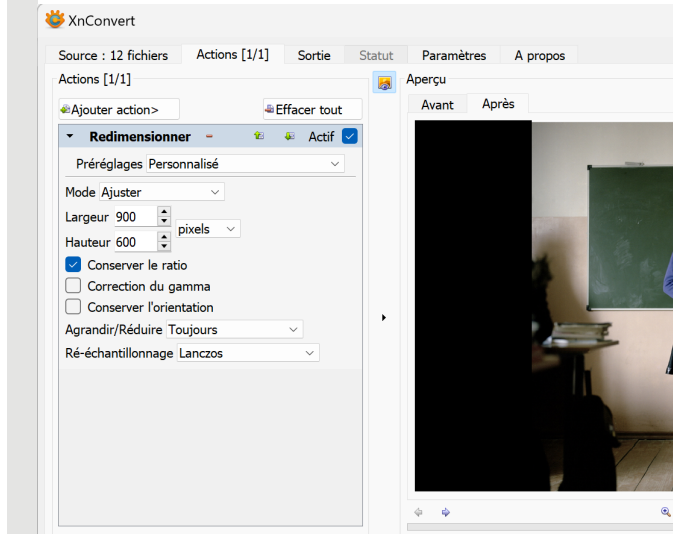 XnConvert
Source : 12 fichiers Actions [1/1] Sortie Statut Paramètres A propos
Actions [1/1]
Ajouter action> Effacer tout
Redimensionner Actif
Préréglages Personnalisé
Mode Ajuster
Largeur 900
pixels
Hauteur 600
Conserver le ratio
Correction du gamma
Conserver l'orientation
Agrandir/Réduire Toujours
Ré-échantillonnage Lanczos
Aperçu
Avant Après